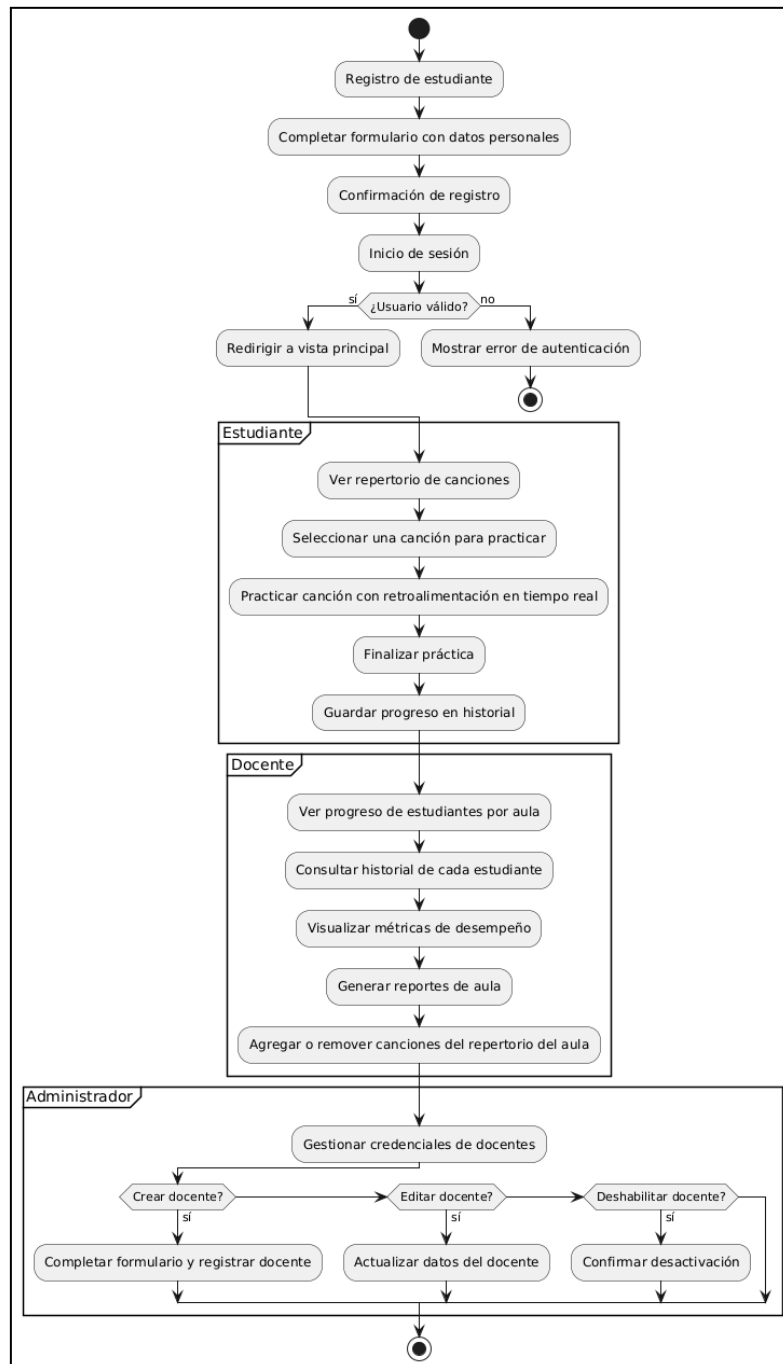 Registro de estudiante
Completar formulario con datos personales
Confirmación de registro
Inicio de sesión
sí
¿Usuario válido?
no
Redirigir a vista principal
Mostrar error de autenticación
Estudiante
Ver repertorio de canciones
Seleccionar una canción para practicar
Practicar canción con retroalimentación en tiempo real
Finalizar práctica
Guardar progreso en historial
Docente
Ver progreso de estudiantes por aula
Consultar historial de cada estudiante
Visualizar métricas de desempeño
Generar reportes de aula
Agregar o remover canciones del repertorio del aula
Administrador
Gestionar credenciales de docentes
Crear docente?
Editar docente?
Deshabilitar docente?
sí
sí
sí
Completar formulario y registrar docente
Actualizar datos del docente
Confirmar desactivación